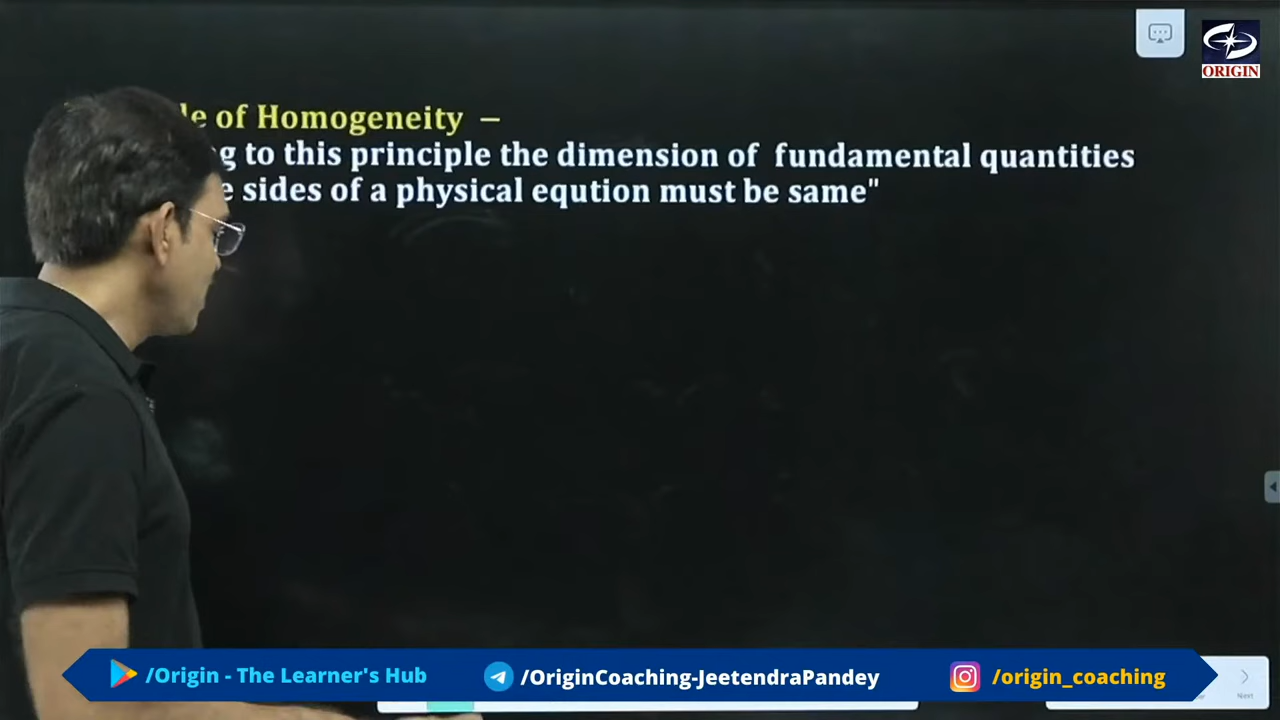 ORIGIN
le of Homogeneity –
g to this principle the dimension of fundamental quantities
e sides of a physical eqution must be same"
Next
/Origin - The Learner's Hub
/OriginCoaching-JeetendraPandey
/origin_coaching